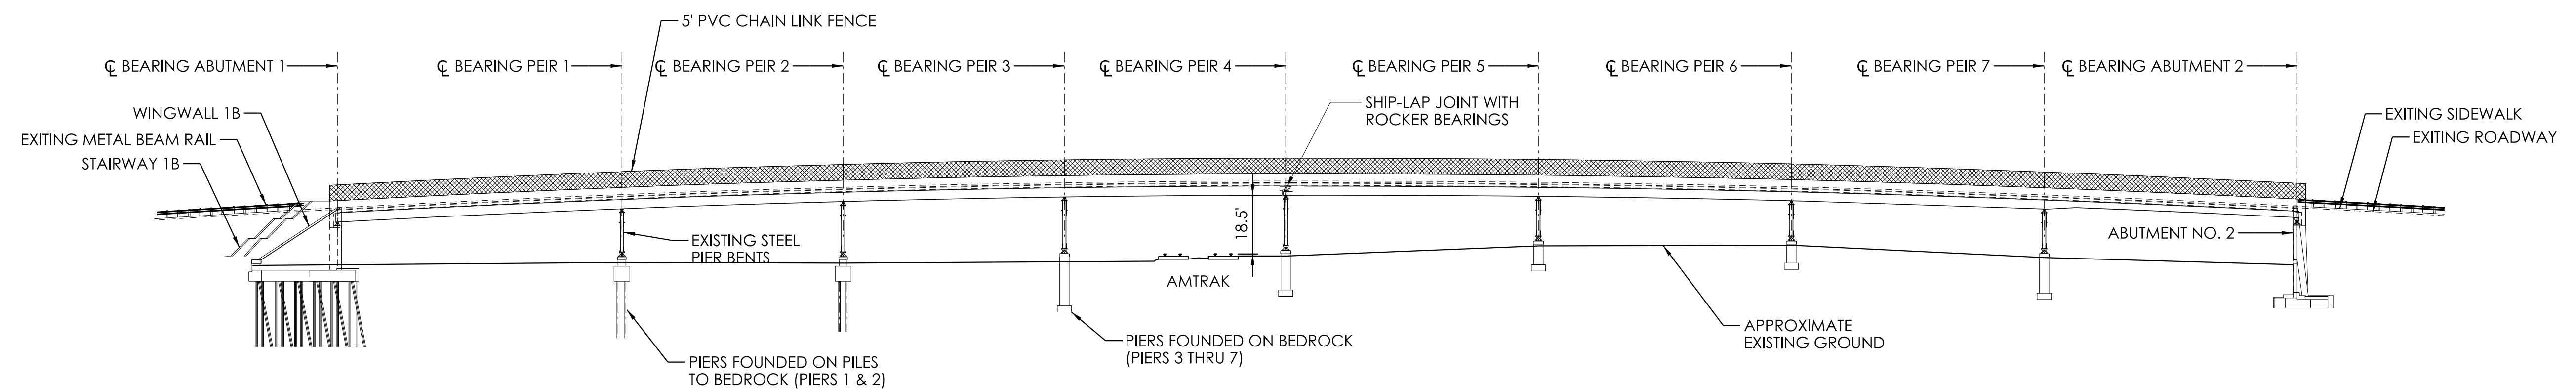 5' PVC CHAIN LINK FENCE
℄ BEARING ABUTMENT 1
℄ BEARING PEIR 1
℄ BEARING PEIR 2
℄ BEARING PEIR 3
℄ BEARING PEIR 4
℄ BEARING PEIR 5
℄ BEARING PEIR 6
℄ BEARING PEIR 7
℄ BEARING ABUTMENT 2
WINGWALL 1B
EXITING METAL BEAM RAIL
STAIRWAY 1B
SHIP-LAP JOINT WITH
ROCKER BEARINGS
EXITING SIDEWALK
EXITING ROADWAY
EXISTING STEEL
PIER BENTS
18.5'
AMTRAK
ABUTMENT NO. 2
PIERS FOUNDED ON PILES
TO BEDROCK (PIERS 1 & 2)
PIERS FOUNDED ON BEDROCK
(PIERS 3 THRU 7)
APPROXIMATE
EXISTING GROUND